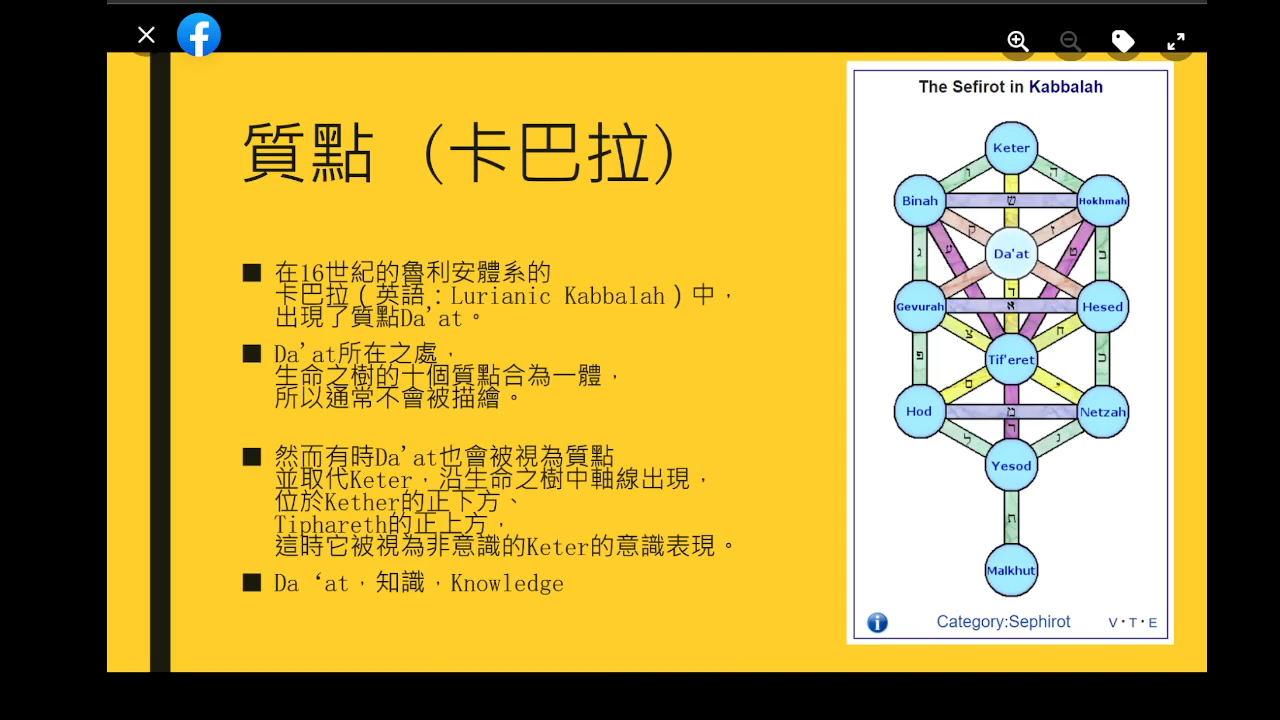 質點（卡巴拉）
在16世紀的魯利安體系的
卡巴拉（英語：Lurianic Kabbalah）中，
出現了質點Da'at。
Da'at所在之處，
生命之樹的十個質點合為一體，
所以通常不會被描繪。
然而有時Da'at也會被視為質點
並取代Keter，沿生命之樹中軸線出現，
位於Kether的正下方、
Tiphareth的正上方，
這時它被視為非意識的Keter的意識表現。
Da ‘at，知識，Knowledge
The Sefirot in Kabbalah
Keter
ה
ש
Binah
Hokhmah
ק
ז
ע
ט
Da'at
ג
ב
Gevurah
א
Hesed
צ
ח
Tif'eret
פ
כ
ס
י
Hod
מ
Netzah
ר
ל
נ
Yesod
ת
Malkhut
Category:Sephirot
V · T · E